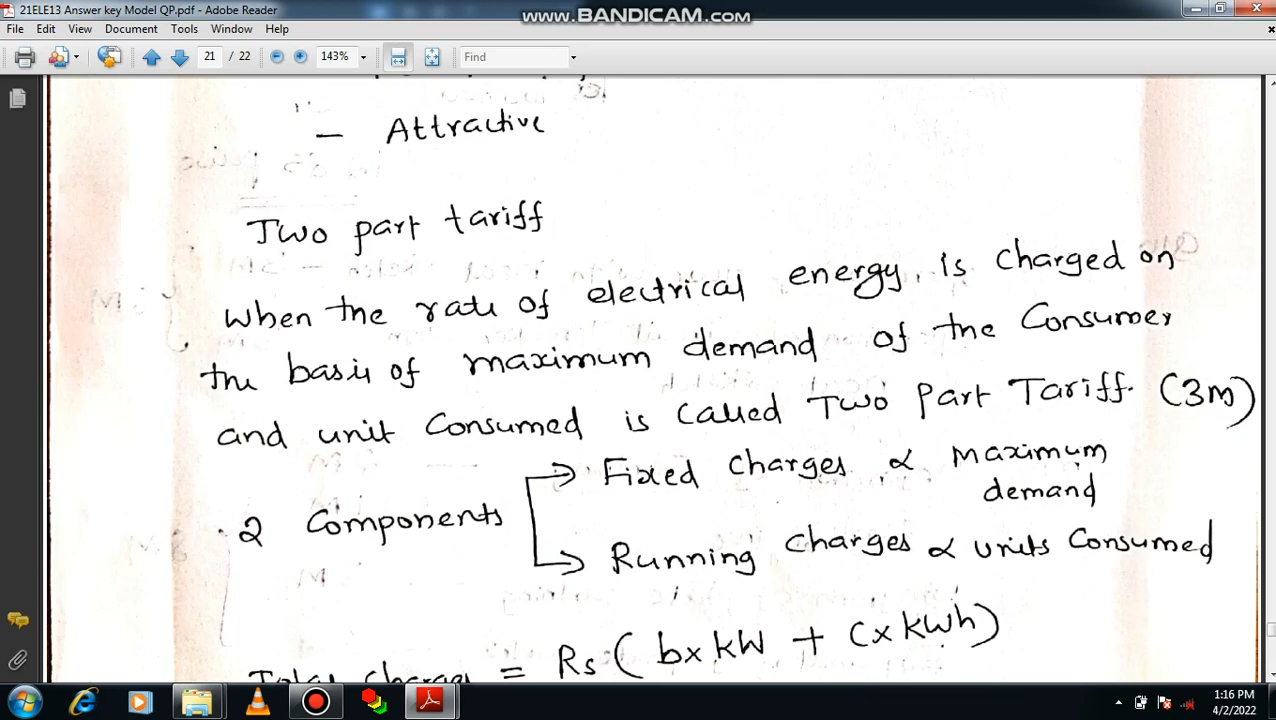 21ELE13 Answer key Model QP.pdf - Adobe Reader
www.BANDICAM.com
File Edit View Document Tools Window Help
21 / 22 143% Find
- Attractive
Two part tariff
When the rate of electrical energy is charged on
the basis of maximum demand of the Consumer
and unit Consumed is called Two Part Tariff. (3M)
2 Components
Fixed charges ∝ maximum
demand
Running charges ∝ units Consumed
Total charges = Rs (b x kW + C x kWh)
1:16 PM
4/2/2022